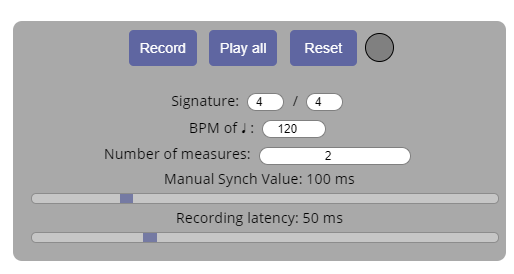 Record Play all Reset
Signature: 4 / 4
BPM of ♩: 120
Number of measures: 2
Manual Synch Value: 100 ms
Recording latency: 50 ms